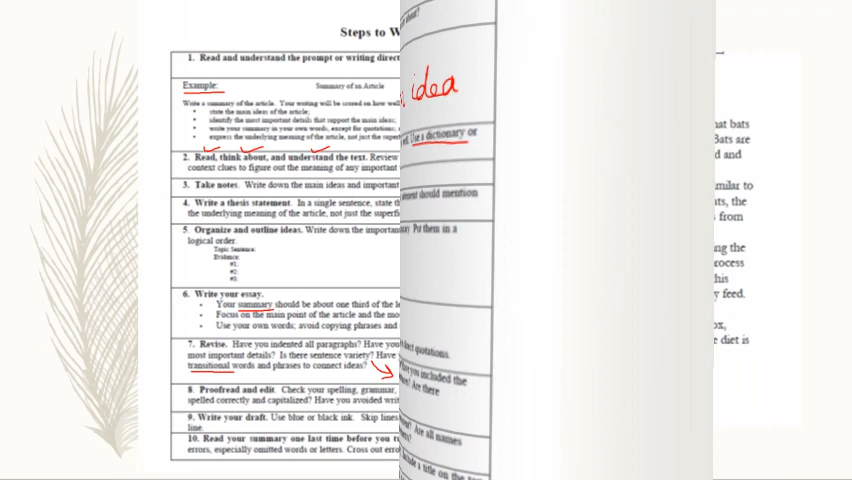 Steps to W
1. Read and understand the prompt or writing direct
Example:
Summary of an Article
Write a summary of the article. Your writing will be scored on how well
• state the main ideas of the article;
• identify the most important details that support the main ideas;
• write your summary in your own words, except for quotations;
• express the underlying meaning of the article, not just the superf
2. Read, think about, and understand the text. Review
context clues to figure out the meaning of any important
3. Take notes. Write down the main ideas and important
4. Write a thesis statement. In a single sentence, state th
the underlying meaning of the article, not just the superfi
5. Organize and outline ideas. Write down the important
logical order.
Topic Sentence:
Evidence:
#1:
#2:
#3:
6. Write your essay.
• Your summary should be about one third of the le
• Focus on the main point of the article and the mo
• Use your own words; avoid copying phrases and
7. Revise. Have you indented all paragraphs? Have you
most important details? Is there sentence variety? Have
transitional words and phrases to connect ideas?
8. Proofread and edit. Check your spelling, grammar,
spelled correctly and capitalized? Have you avoided writ
9. Write your draft. Use blue or black ink. Skip lines
line.
10. Read your summary one last time before you tu
errors, especially omitted words or letters. Cross out erro
about?
idea
Use a dictionary or
should mention
Put them in a
quotations.
you included the
Are there
Are all names
a title on the
hat bats
Bats are
d and
milar to
ats, the
from
ng the
rocess
his
y feed.
ox,
e diet is